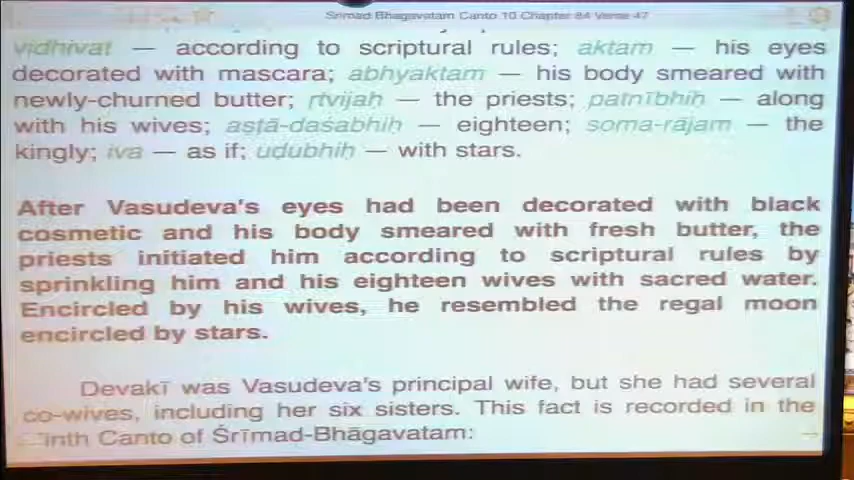 Srimad Bhagavatam Canto 10 Chapter 84 Verse 47
vidhivat — according to scriptural rules; aktam — his eyes
decorated with mascara; abhyaktam — his body smeared with
newly-churned butter; ṛtvijaḥ — the priests; patnībhiḥ — along
with his wives; aṣṭā-daśabhiḥ — eighteen; soma-rājam — the
kingly; iva — as if; uḍubhiḥ — with stars.
After Vasudeva's eyes had been decorated with black
cosmetic and his body smeared with fresh butter, the
priests initiated him according to scriptural rules by
sprinkling him and his eighteen wives with sacred water.
Encircled by his wives, he resembled the regal moon
encircled by stars.
Devakī was Vasudeva's principal wife, but she had several
co-wives, including her six sisters. This fact is recorded in the
inth Canto of Śrīmad-Bhāgavatam: